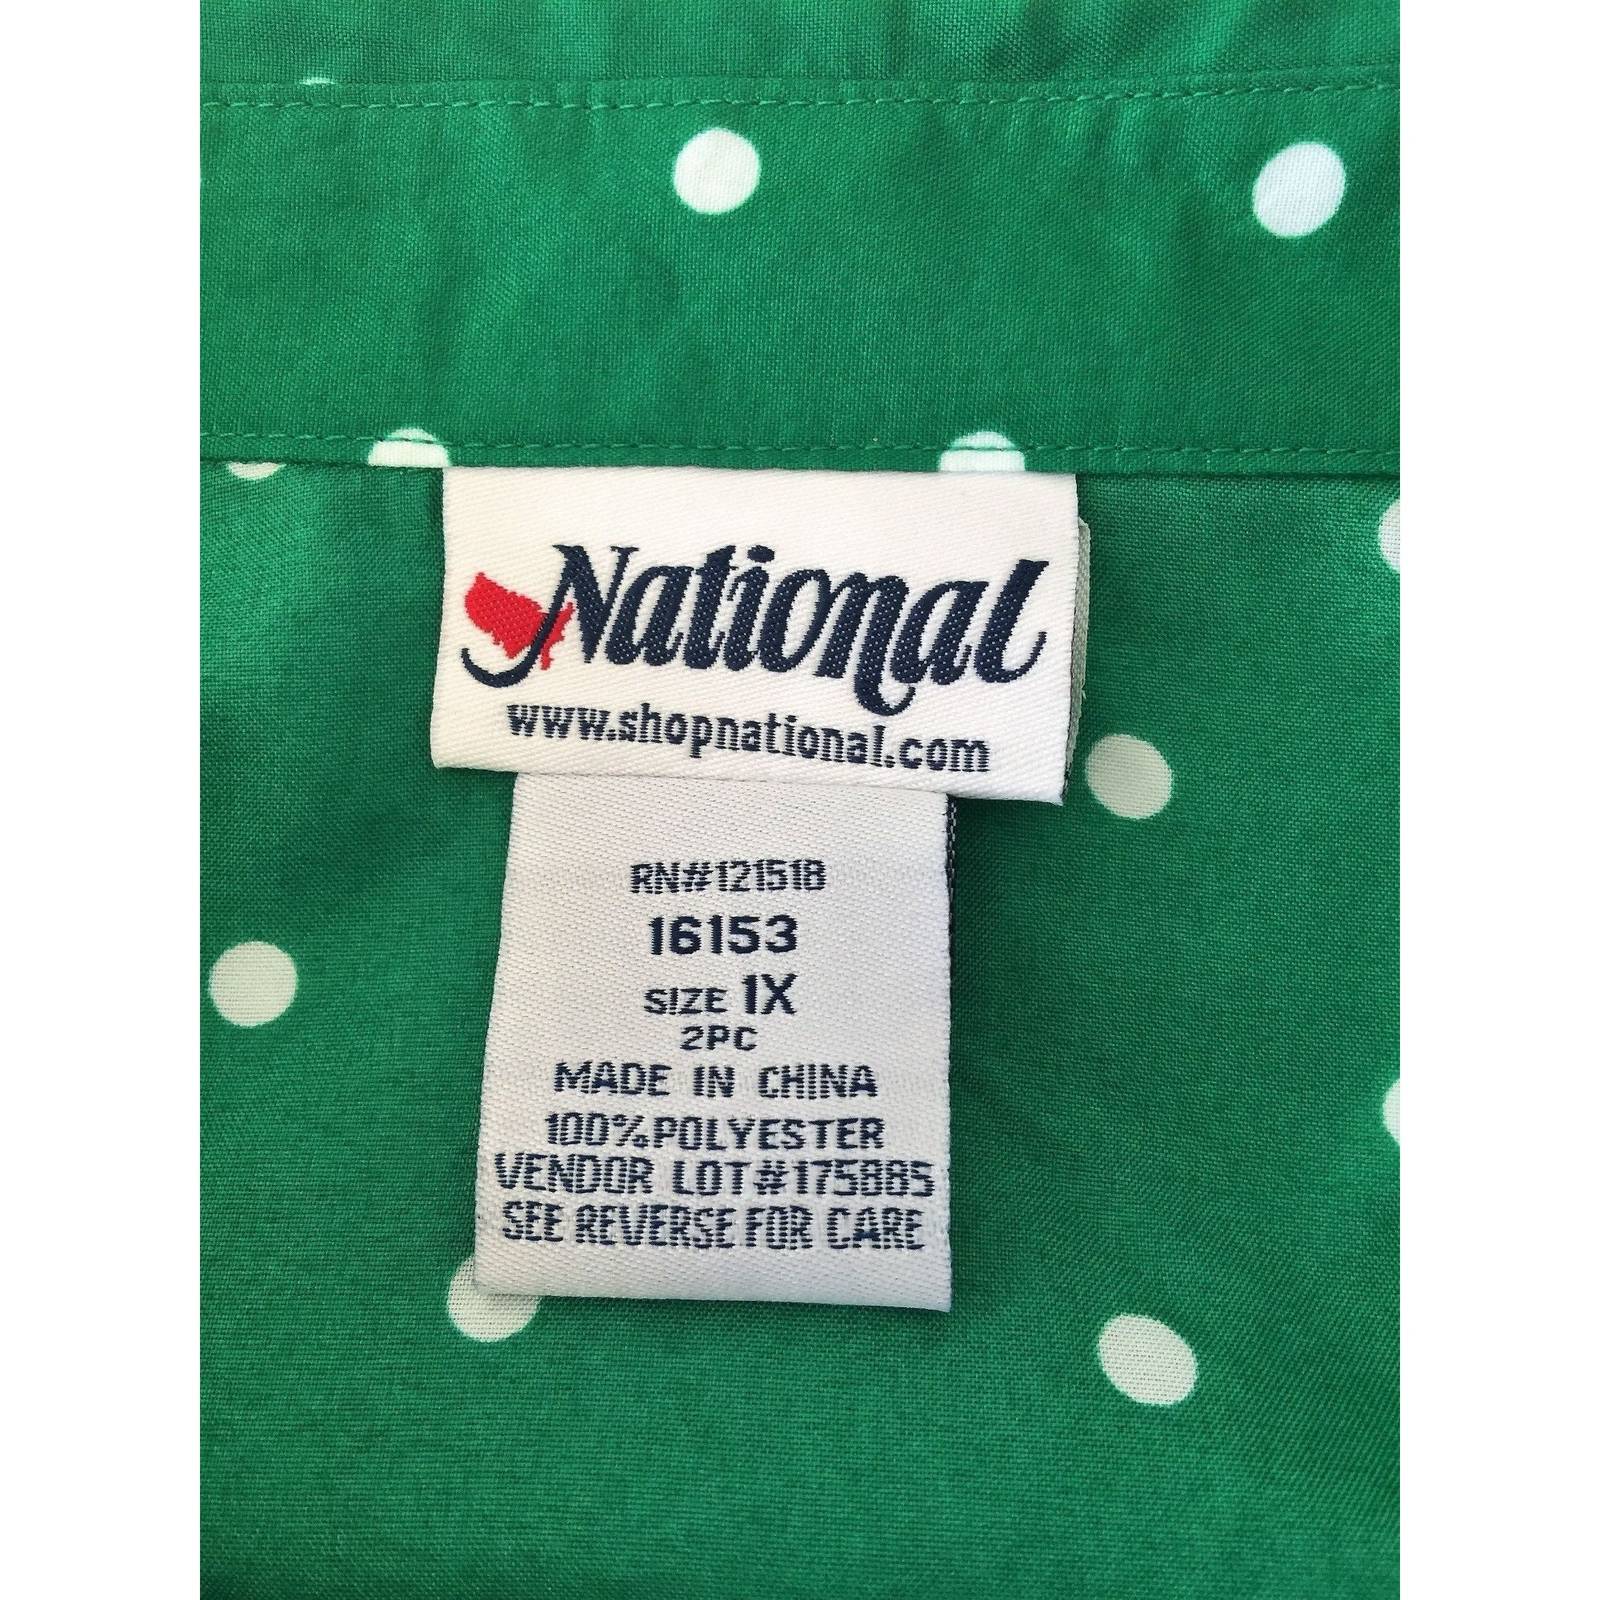 National
www.shopnational.com
RN#121518
16153
SIZE 1X
2PC
MADE IN CHINA
100%POLYESTER
VENDOR LOT#175885
SEE REVERSE FOR CARE